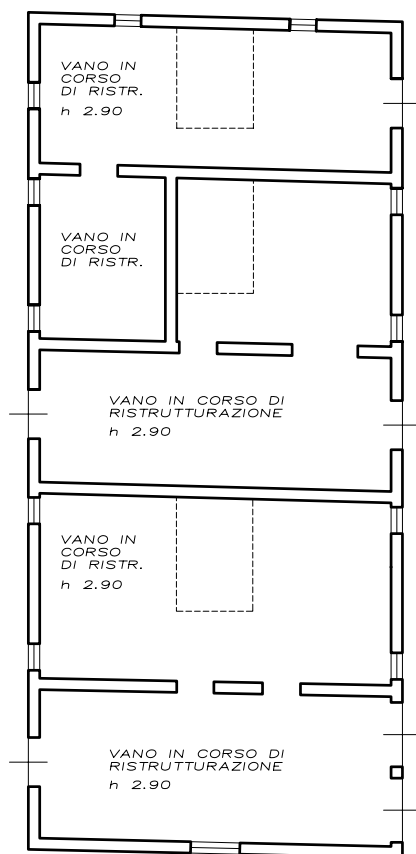 VANO IN
CORSO
DI RISTR.
h 2.90
VANO IN
CORSO
DI RISTR.
VANO IN CORSO DI
RISTRUTTURAZIONE
h 2.90
VANO IN
CORSO
DI RISTR.
h 2.90
VANO IN CORSO DI
RISTRUTTURAZIONE
h 2.90